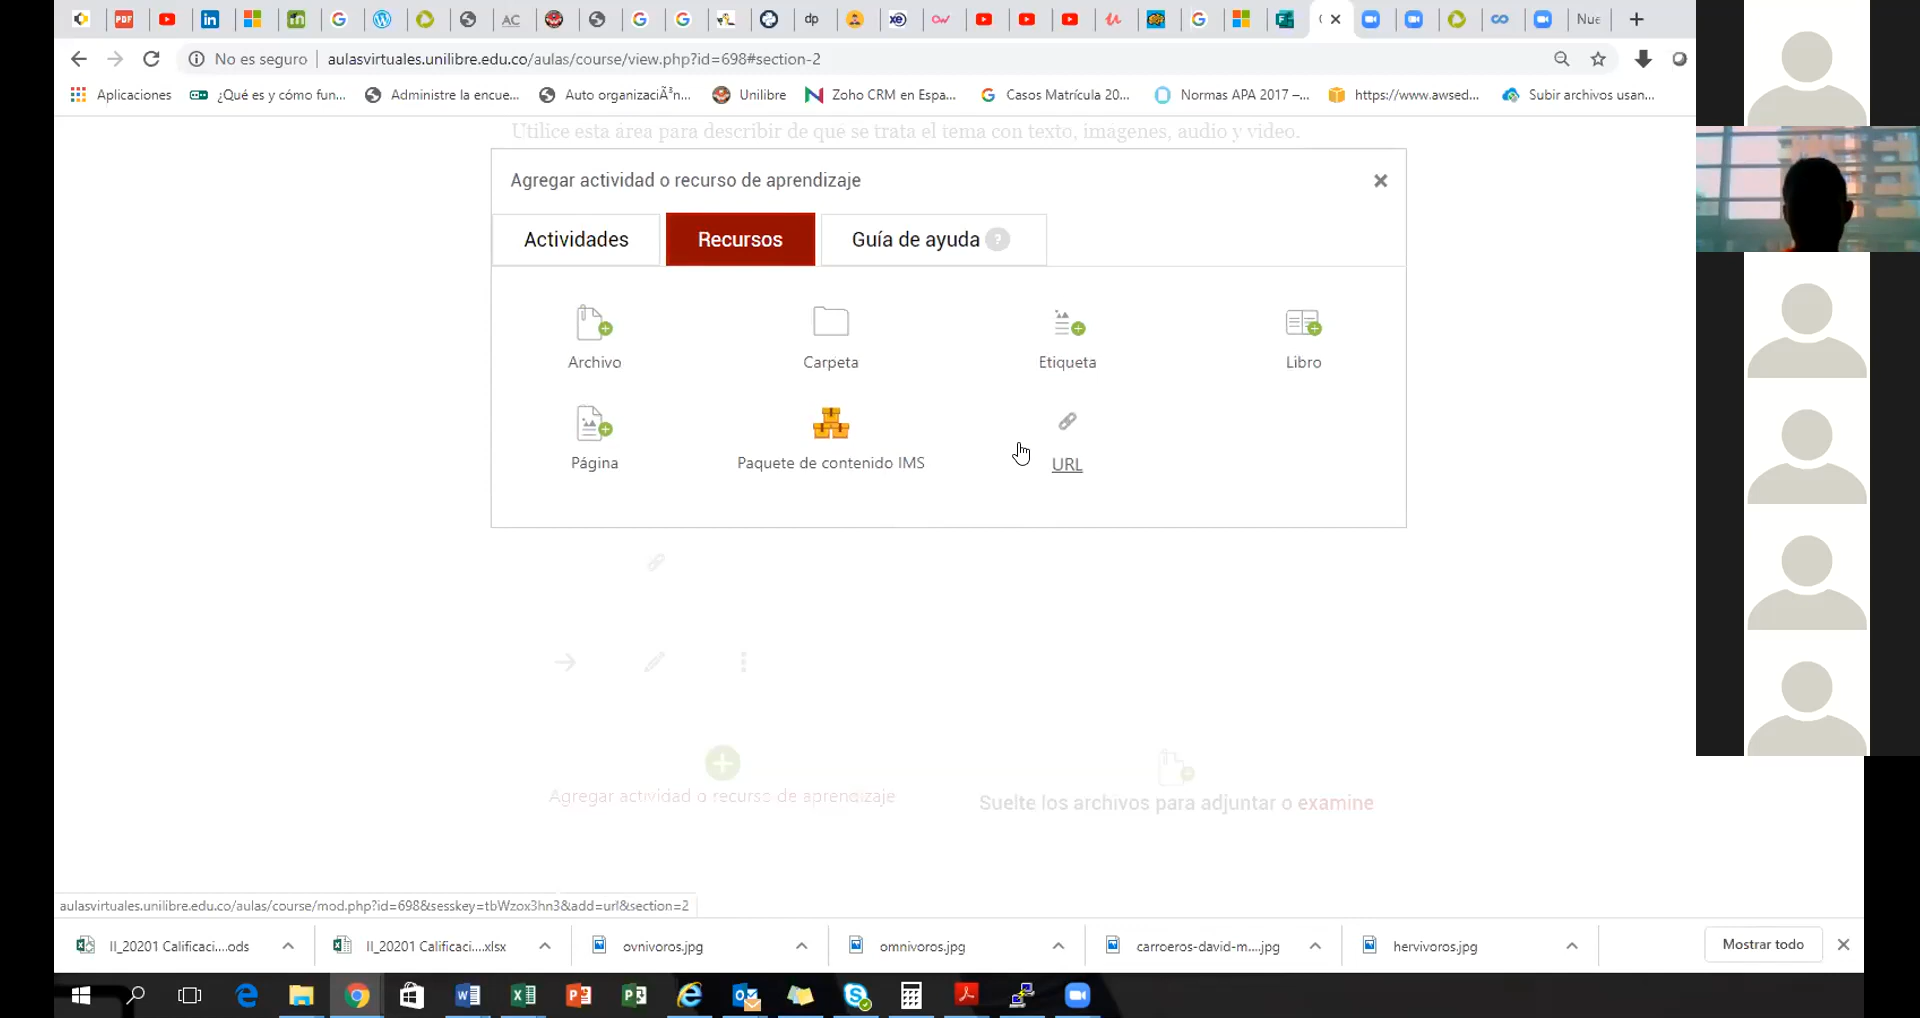 AC
dp
xe
Nue
No es seguro
aulasvirtuales.unilibre.edu.co/aulas/course/view.php?id=698#section-2
Aplicaciones
¿Qué es y cómo fun...
Administre la encue...
Auto organizaciÃ³n...
Unilibre
Zoho CRM en Espa...
Casos Matrícula 20...
Normas APA 2017 –...
https://www.awsed...
Subir archivos usan...
Utilice esta área para describir de qué se trata el tema con texto, imágenes, audio y video.
Agregar actividad o recurso de aprendizaje
Actividades
Recursos
Guía de ayuda ?
Archivo
Carpeta
Etiqueta
Libro
Página
Paquete de contenido IMS
URL
Agregar actividad o recurso de aprendizaje
Suelte los archivos para adjuntar o examine
aulasvirtuales.unilibre.edu.co/aulas/course/mod.php?id=698&sesskey=tbWzox3hn3&add=url&section=2
II_20201 Calificaci....ods
II_20201 Calificaci....xlsx
ovnivoros.jpg
omnivoros.jpg
carroeros-david-m....jpg
hervivoros.jpg
Mostrar todo